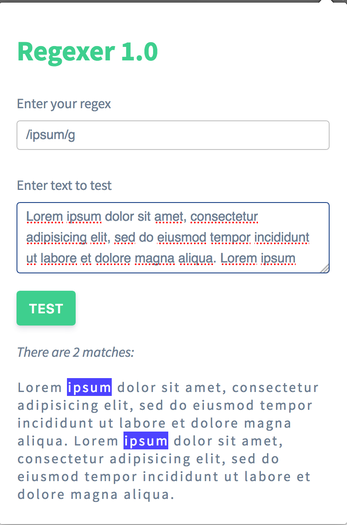 Regexer 1.0
Enter your regex
/ipsum/g
Enter text to test
Lorem ipsum dolor sit amet, consectetur
adipisicing elit, sed do eiusmod tempor incididunt
ut labore et dolore magna aliqua. Lorem ipsum
TEST
There are 2 matches:
Lorem ipsum dolor sit amet, consectetur
adipisicing elit, sed do eiusmod tempor
incididunt ut labore et dolore magna
aliqua. Lorem ipsum dolor sit amet,
consectetur adipisicing elit, sed do
eiusmod tempor incididunt ut labore et
dolore magna aliqua.